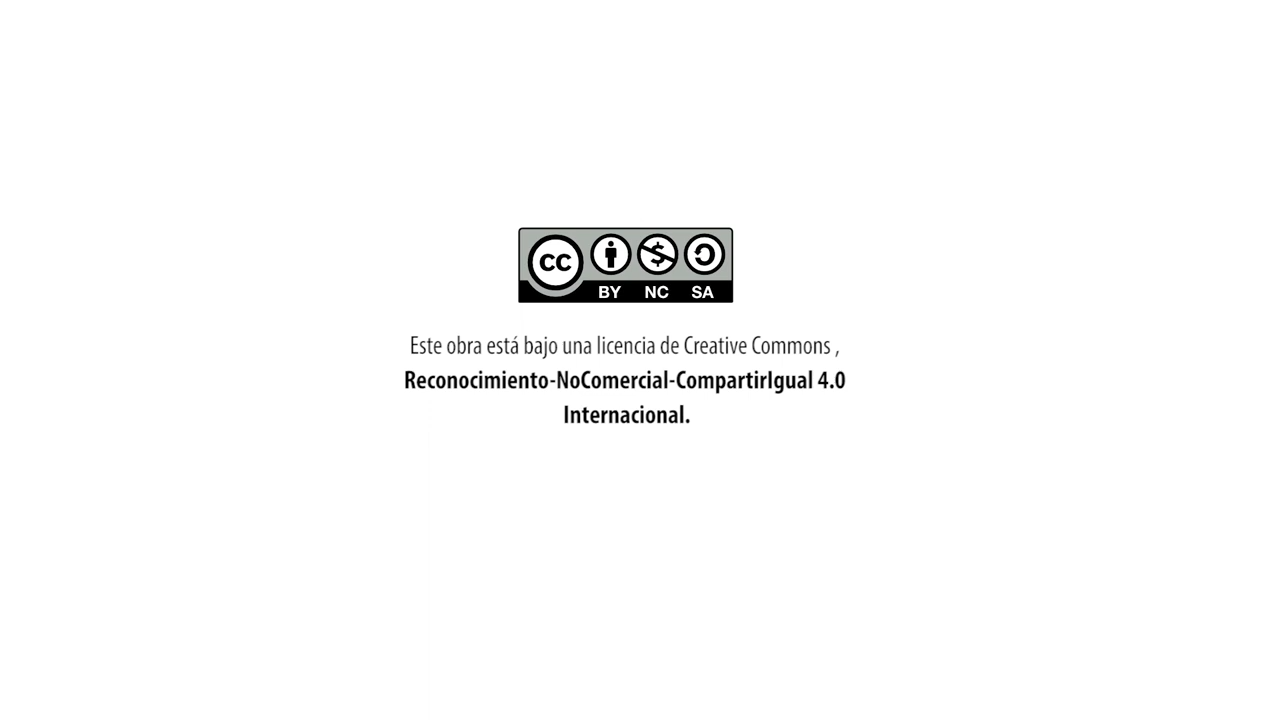 cc
BY NC SA
Este obra está bajo una licencia de Creative Commons ,
Reconocimiento-NoComercial-CompartirIgual 4.0
Internacional.